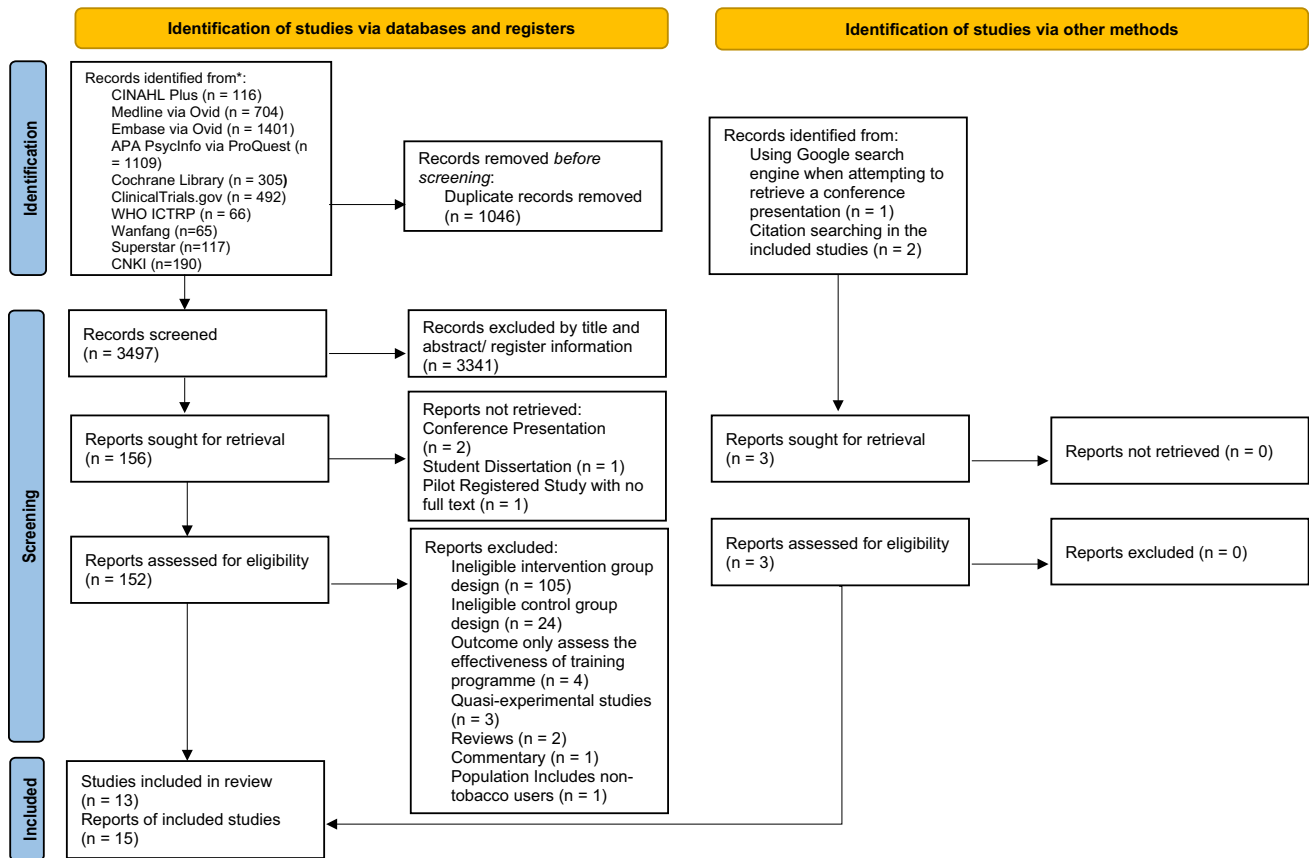 Identification of studies via databases and registers
Identification of studies via other methods
Identification
Records identified from*:
CINAHL Plus (n = 116)
Medline via Ovid (n = 704)
Embase via Ovid (n = 1401)
APA PsycInfo via ProQuest (n
= 1109)
Cochrane Library (n = 305)
ClinicalTrials.gov (n = 492)
WHO ICTRP (n = 66)
Wanfang (n=65)
Superstar (n=117)
CNKI (n=190)
Records removed before
screening:
Duplicate records removed
(n = 1046)
Records identified from:
Using Google search
engine when attempting to
retrieve a conference
presentation (n = 1)
Citation searching in the
included studies (n = 2)
Screening
Records screened
(n = 3497)
Records excluded by title and
abstract/ register information
(n = 3341)
Reports sought for retrieval
(n = 156)
Reports not retrieved:
Conference Presentation
(n = 2)
Student Dissertation (n = 1)
Pilot Registered Study with no
full text (n = 1)
Reports sought for retrieval
(n = 3)
Reports not retrieved (n = 0)
Reports assessed for eligibility
(n = 152)
Reports excluded:
Ineligible intervention group
design (n = 105)
Ineligible control group
design (n = 24)
Outcome only assess the
effectiveness of training
programme (n = 4)
Quasi-experimental studies
(n = 3)
Reviews (n = 2)
Commentary (n = 1)
Population Includes non-
tobacco users (n = 1)
Reports assessed for eligibility
(n = 3)
Reports excluded (n = 0)
Included
Studies included in review
(n = 13)
Reports of included studies
(n = 15)